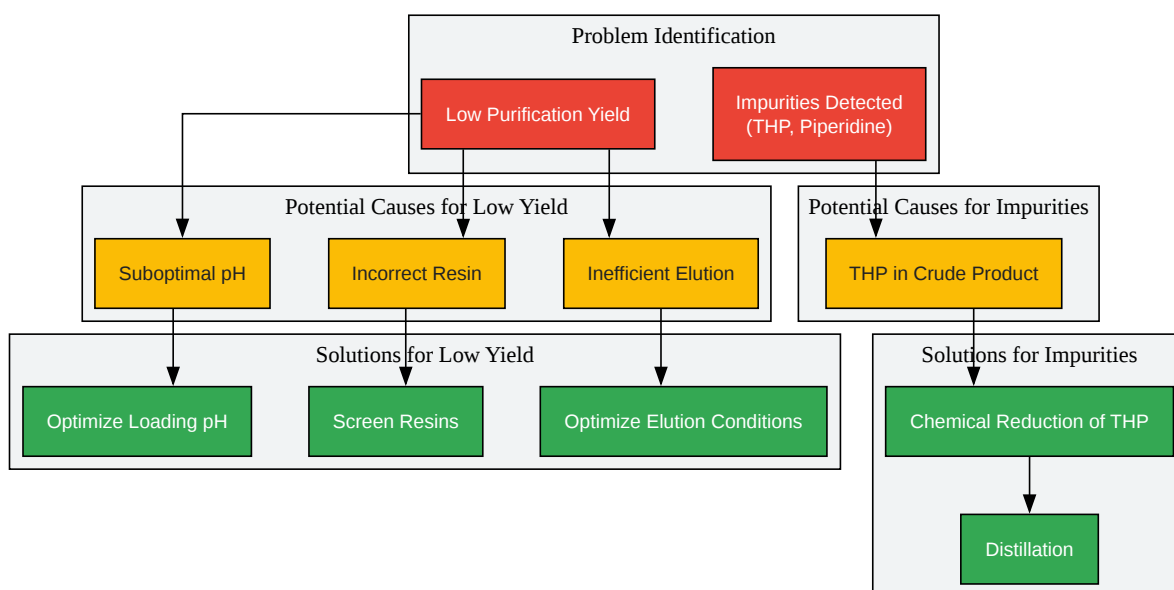 Problem Identification
Low Purification Yield
Impurities Detected
(THP, Piperidine)
Potential Causes for Low Yield
Potential Causes for Impurities
Suboptimal pH
Incorrect Resin
Inefficient Elution
THP in Crude Product
Solutions for Low Yield
Solutions for Impurities
Optimize Loading pH
Screen Resins
Optimize Elution Conditions
Chemical Reduction of THP
Distillation